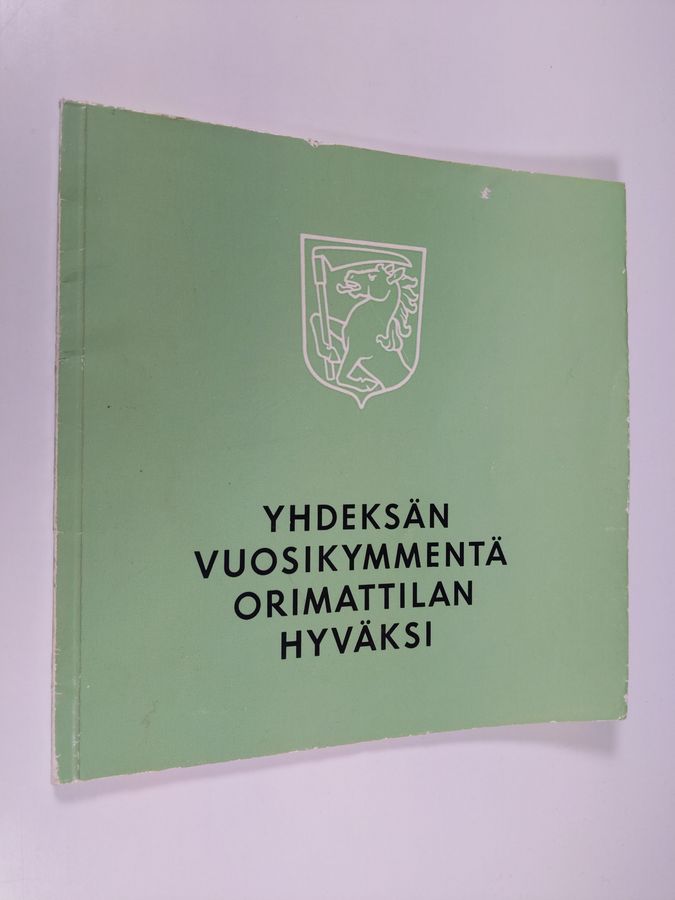 YHDEKSÄN
VUOSIKYMMENTÄ
ORIMATTILAN
HYVÄKSI